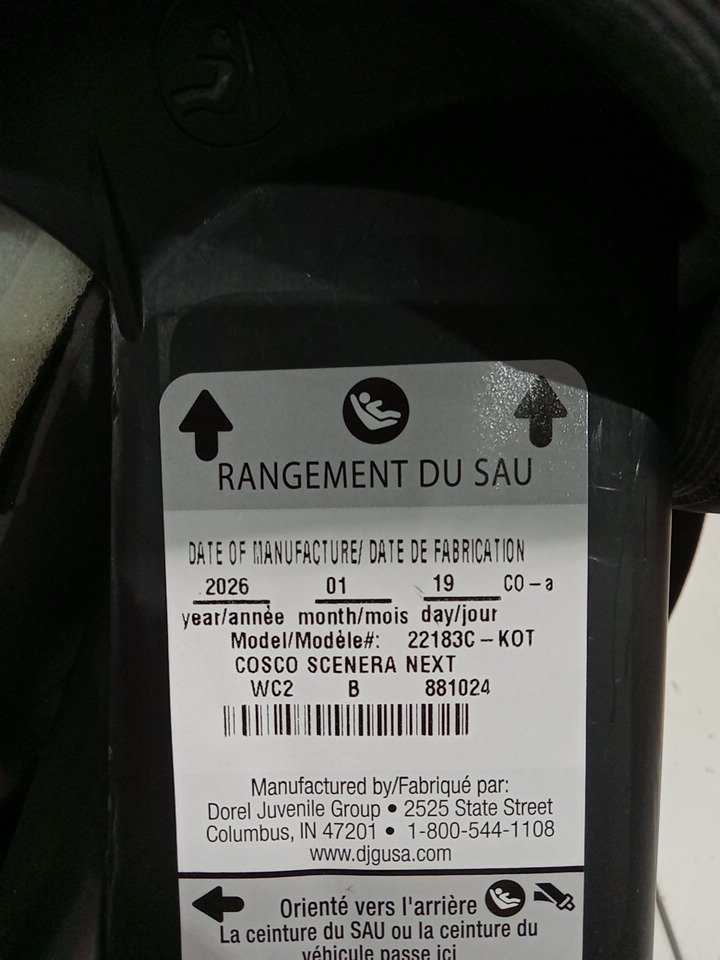 RANGEMENT DU SAU
DATE OF MANUFACTURE/ DATE DE FABRICATION
2026 01 19 CO-a
year/année month/mois day/jour
Model/Modèle#: 22183C-KOT
COSCO SCENERA NEXT
WC2 B 881024
Manufactured by/Fabriqué par:
Dorel Juvenile Group • 2525 State Street
Columbus, IN 47201 • 1-800-544-1108
www.djgusa.com
Orienté vers l'arrière
La ceinture du SAU ou la ceinture du
véhicule passe ici